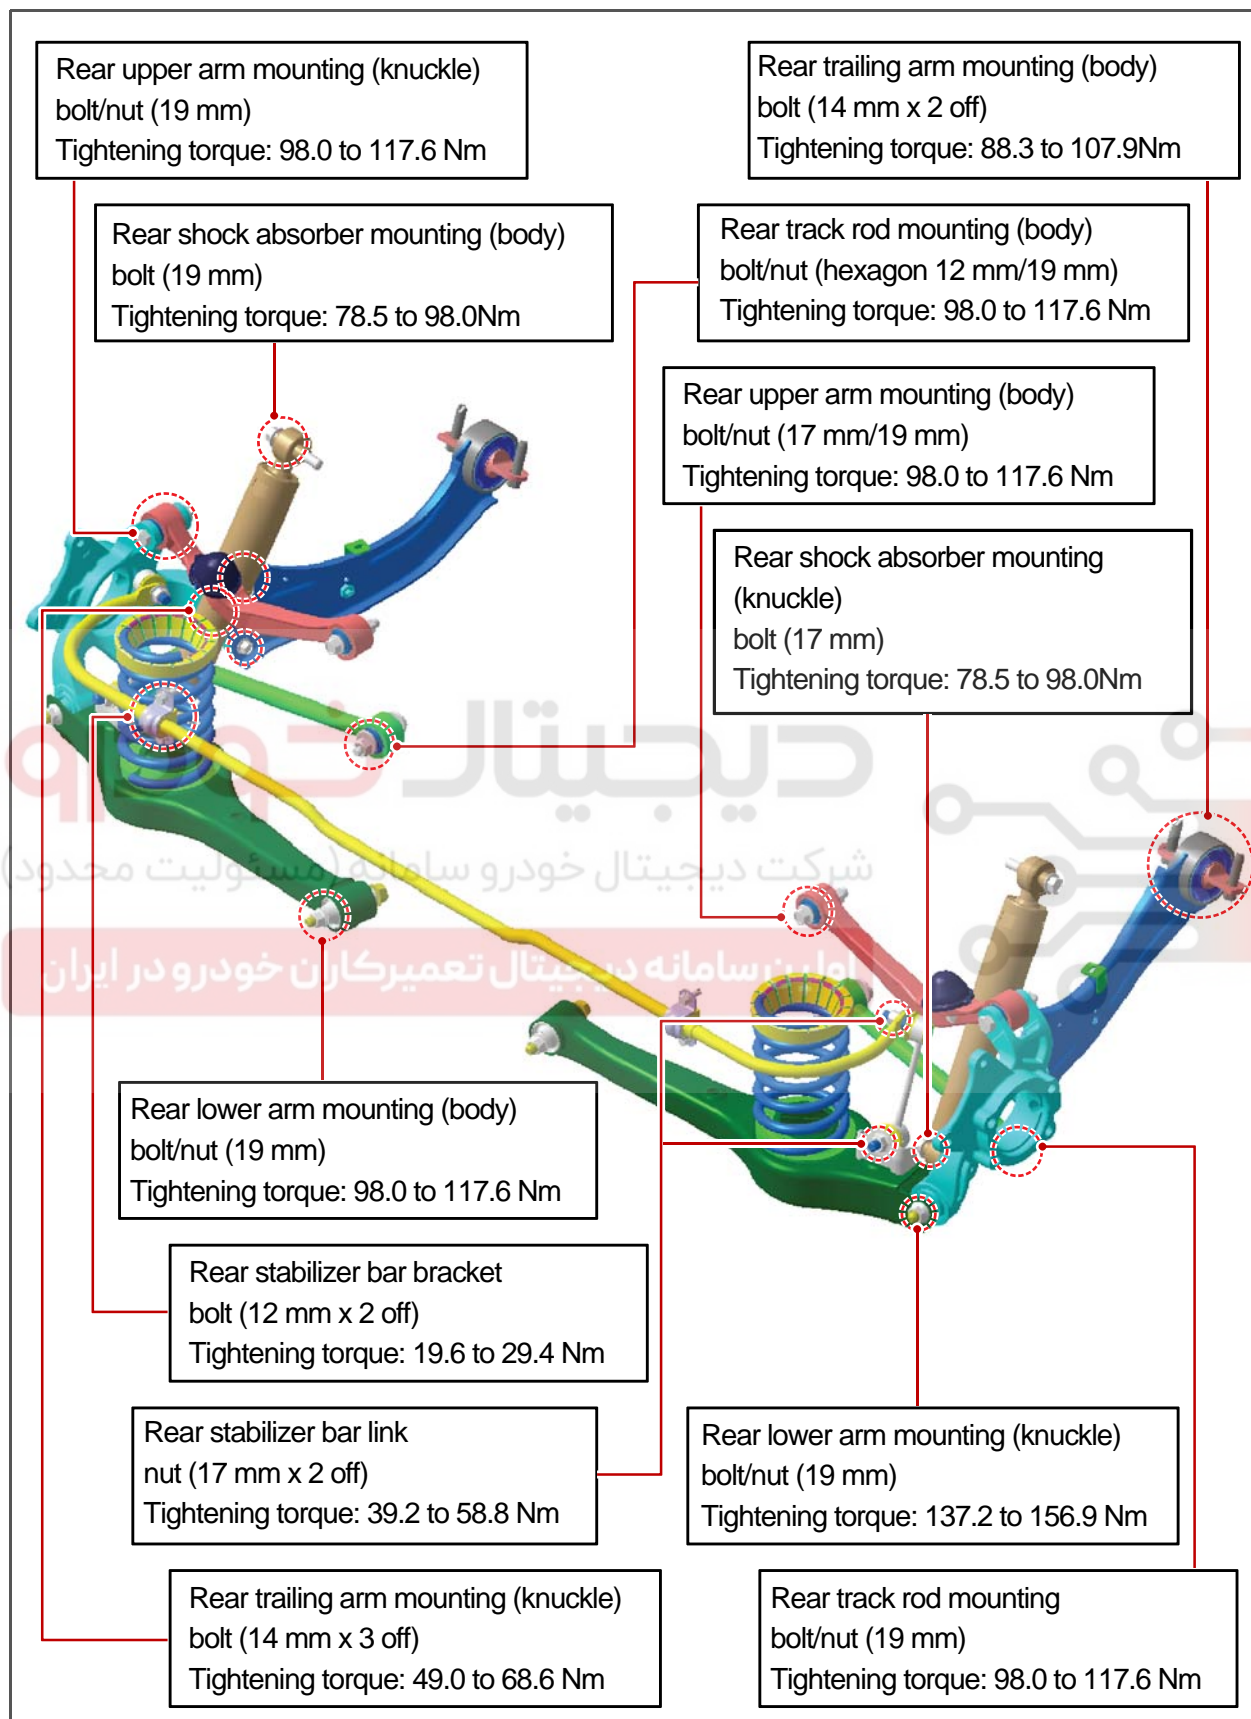 Rear upper arm mounting (knuckle)
bolt/nut (19 mm)
Tightening torque: 98.0 to 117.6 Nm
Rear trailing arm mounting (body)
bolt (14 mm x 2 off)
Tightening torque: 88.3 to 107.9Nm
Rear shock absorber mounting (body)
bolt (19 mm)
Tightening torque: 78.5 to 98.0Nm
Rear track rod mounting (body)
bolt/nut (hexagon 12 mm/19 mm)
Tightening torque: 98.0 to 117.6 Nm
Rear upper arm mounting (body)
bolt/nut (17 mm/19 mm)
Tightening torque: 98.0 to 117.6 Nm
Rear shock absorber mounting
(knuckle)
bolt (17 mm)
Tightening torque: 78.5 to 98.0Nm
دیجیتال خودرو
شرکت دیجیتال خودرو سامانه (مسئولیت محدود)
اولین سامانه دیجیتال تعمیرکاران خودرو در ایران
Rear lower arm mounting (body)
bolt/nut (19 mm)
Tightening torque: 98.0 to 117.6 Nm
Rear stabilizer bar bracket
bolt (12 mm x 2 off)
Tightening torque: 19.6 to 29.4 Nm
Rear stabilizer bar link
nut (17 mm x 2 off)
Tightening torque: 39.2 to 58.8 Nm
Rear lower arm mounting (knuckle)
bolt/nut (19 mm)
Tightening torque: 137.2 to 156.9 Nm
Rear trailing arm mounting (knuckle)
bolt (14 mm x 3 off)
Tightening torque: 49.0 to 68.6 Nm
Rear track rod mounting
bolt/nut (19 mm)
Tightening torque: 98.0 to 117.6 Nm